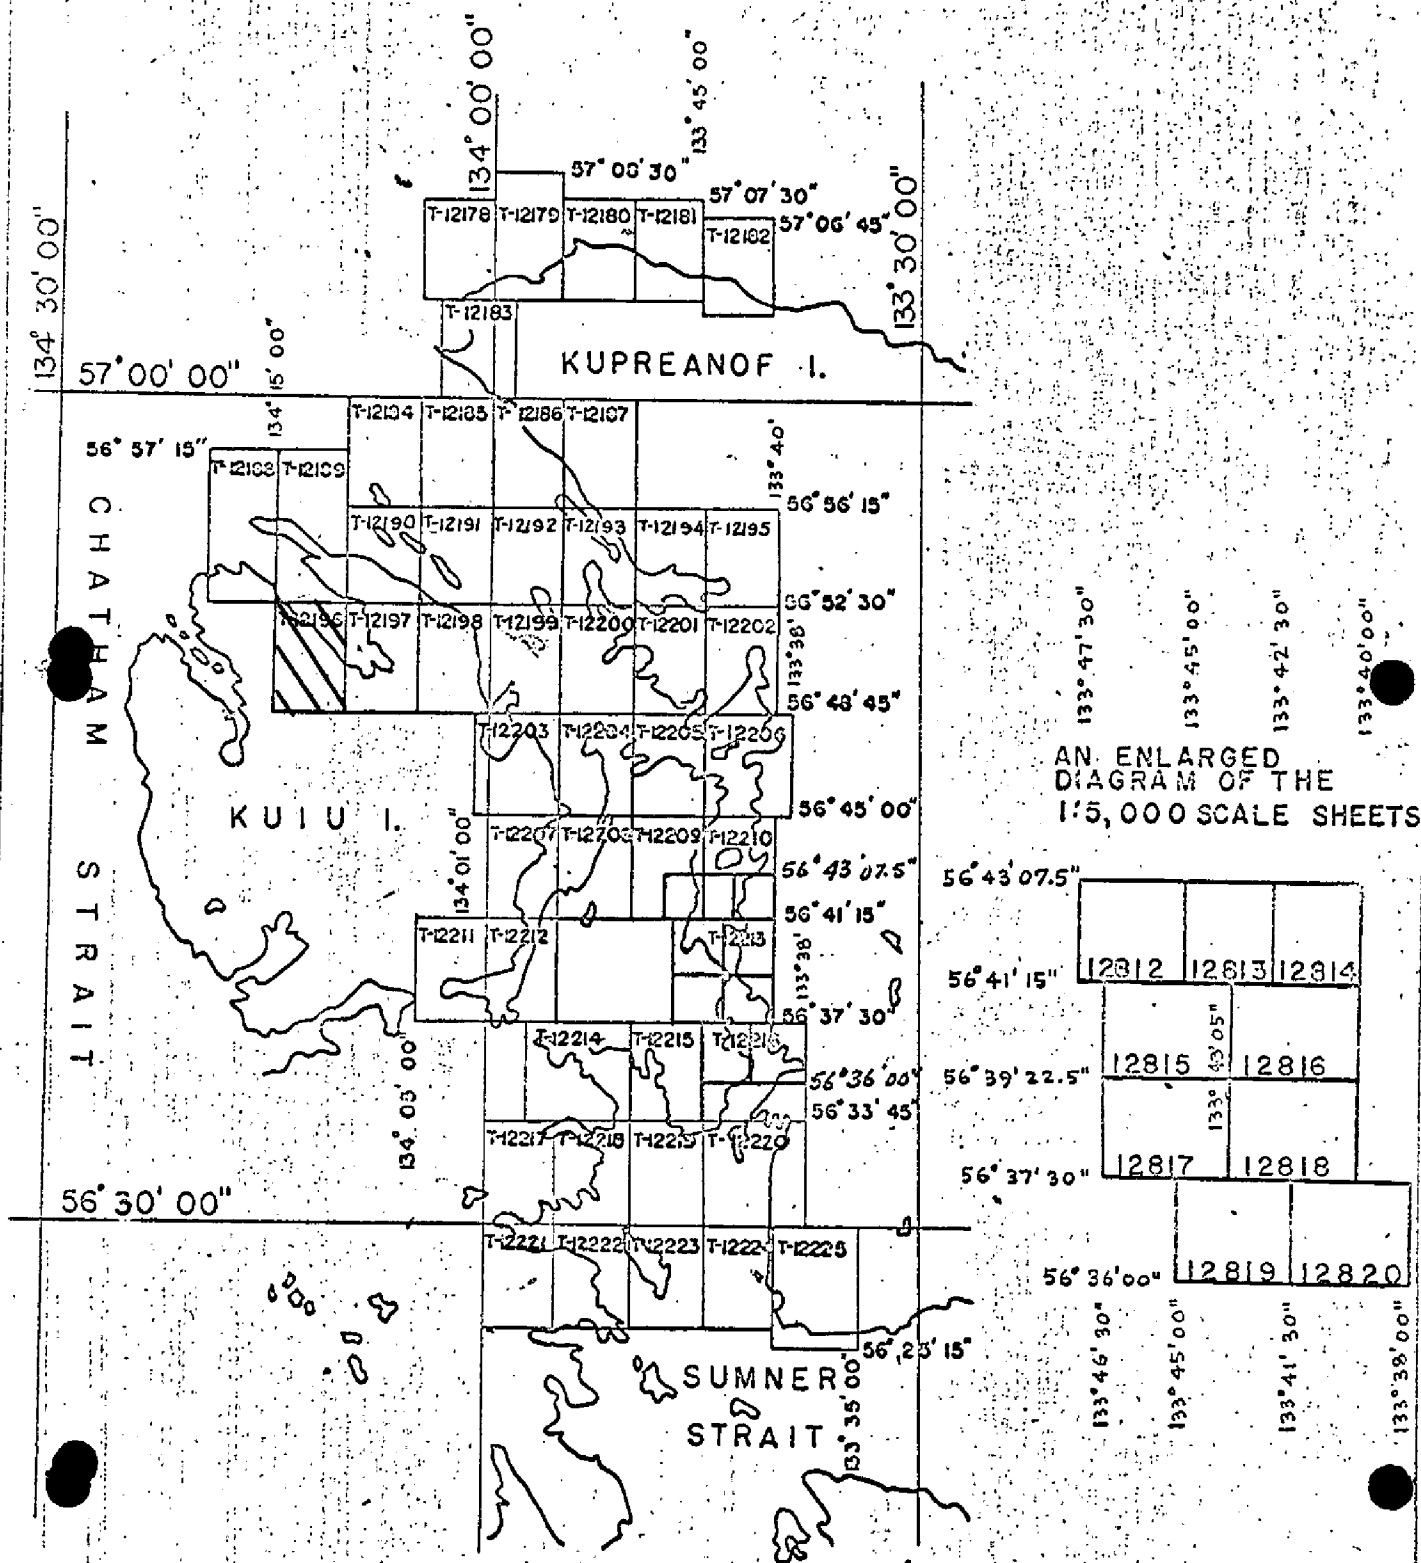 134° 00' 00"
133° 45' 00"
57° 08' 30"
57° 07' 30"
57° 06' 45"
133° 30' 00"
134° 30' 00"
T-12178 T-12179 T-12180 T-12181
T-12182
T-12183
134° 15' 00"
KUPREANOF I.
57° 00' 00"
T-12184 T-12185 T-12186 T-12187
133° 40'
56° 57' 15"
T-12188 T-12189
56° 56' 15"
T-12190 T-12191 T-12192 T-12193 T-12194 T-12195
CHATHAM STRAIT
56° 52' 30"
T-12196 T-12197 T-12198 T-12199 T-12200 T-12201 T-12202
133° 38'
56° 48' 45"
T-12203 T-12204 T-12205 T-12206
KUIU I.
56° 45' 00"
134° 01' 00"
T-12207 T-12208 T-12209 T-12210
56° 43' 07.5"
56° 41' 15"
T-12211 T-12212 T-12213
133° 38'
56° 37' 30"
134° 03' 00"
T-12214 T-12215 T-12216
56° 36' 00"
56° 33' 45"
T-12217 T-12218 T-12219 T-12220
56° 30' 00"
T-12221 T-12222 T-12223 T-1222 T-12225
56° 23' 15"
SUMNER
STRAIT
133° 35' 00"
133° 47' 30"
133° 45' 00"
133° 42' 30"
133° 40' 00"
AN ENLARGED
DIAGRAM OF THE
1:5,000 SCALE SHEETS
56° 43' 07.5"
12812 12813 12814
56° 41' 15"
133° 43' 05"
12815 12816
56° 39' 22.5"
12817 12818
56° 37' 30"
12819 12820
56° 36' 00"
133° 46' 30"
133° 45' 00"
133° 41' 30"
133° 38' 00"